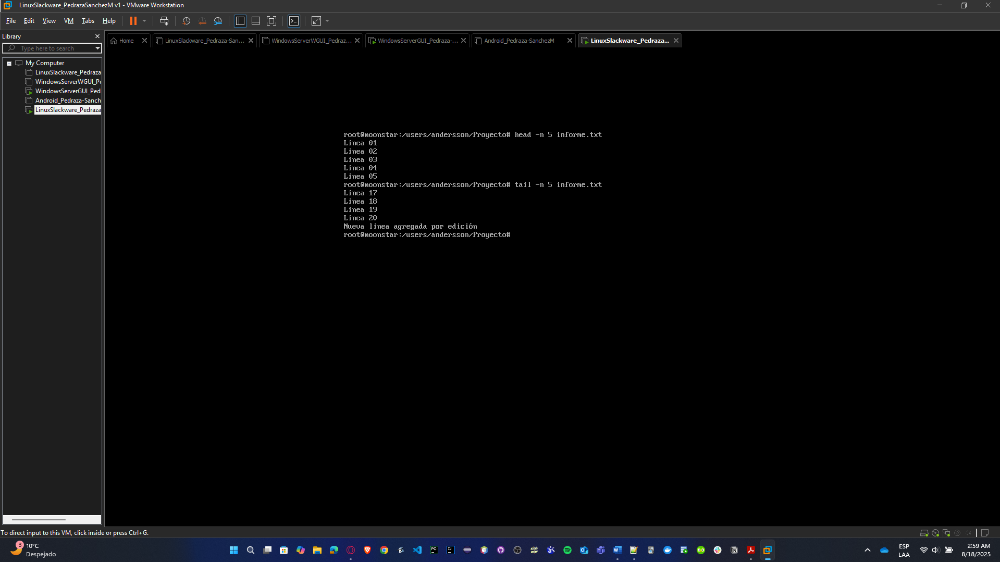 LinuxSlackware_PedrazaSanchezM v1 - VMware Workstation
File Edit View VM Tabs Help
Library
Type here to search
Home
LinuxSlackware_Pedraza-San...
WindowsServerWGUI_Pedraz...
WindowsServerGUI_Pedraza-...
Android_Pedraza-SanchezM
LinuxSlackware_Pedraza...
My Computer
LinuxSlackware_Pedraza
WindowsServerWGUI_Pe
WindowsServerGUI_Ped
Android_Pedraza-Sanch
LinuxSlackware_Pedraza
root@moonstar:/users/andersson/Proyecto# head -n 5 informe.txt
Linea 01
Linea 02
Linea 03
Linea 04
Linea 05
root@moonstar:/users/andersson/Proyecto# tail -n 5 informe.txt
Linea 17
Linea 18
Linea 19
Linea 20
Nueva linea agregada por edición
root@moonstar:/users/andersson/Proyecto#
To direct input to this VM, click inside or press Ctrl+G.
3
10°C
Despejado
ESP
LAA
2:59 AM
8/18/2025